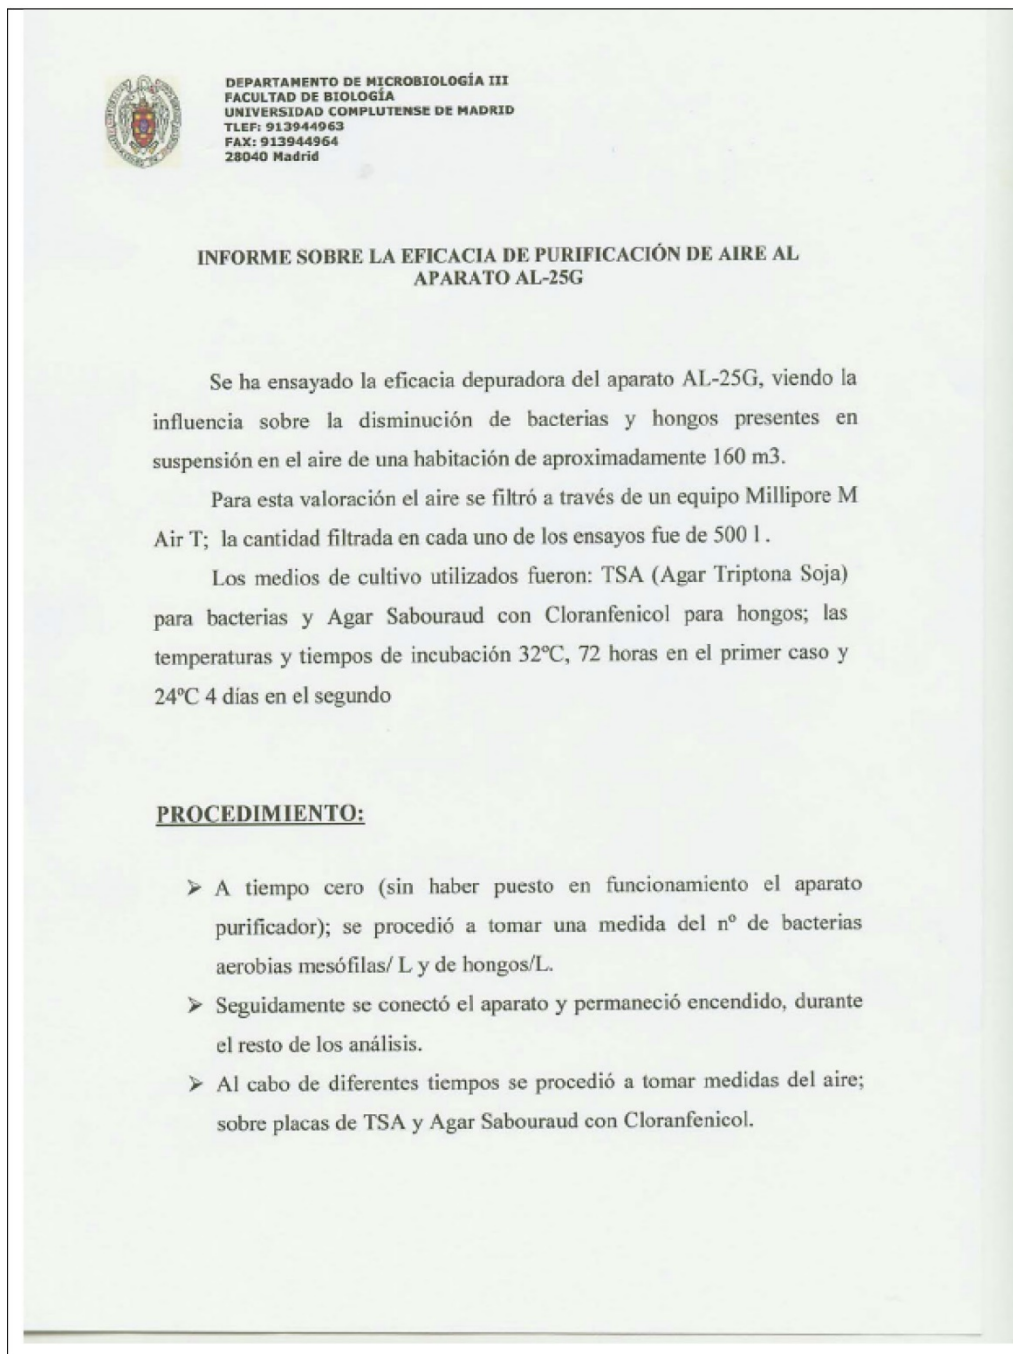 DEPARTAMENTO DE MICROBIOLOGÍA III
FACULTAD DE BIOLOGÍA
UNIVERSIDAD COMPLUTENSE DE MADRID
TLEF: 913944963
FAX: 913944964
28040 Madrid
INFORME SOBRE LA EFICACIA DE PURIFICACIÓN DE AIRE AL
APARATO AL-25G
Se ha ensayado la eficacia depuradora del aparato AL-25G, viendo la
influencia sobre la disminución de bacterias y hongos presentes en
suspensión en el aire de una habitación de aproximadamente 160 m3.
Para esta valoración el aire se filtró a través de un equipo Millipore M
Air T; la cantidad filtrada en cada uno de los ensayos fue de 500 l .
Los medios de cultivo utilizados fueron: TSA (Agar Triptona Soja)
para bacterias y Agar Sabouraud con Cloranfenicol para hongos; las
temperaturas y tiempos de incubación 32ºC, 72 horas en el primer caso y
24ºC 4 días en el segundo
PROCEDIMIENTO:
➢ A tiempo cero (sin haber puesto en funcionamiento el aparato
purificador); se procedió a tomar una medida del nº de bacterias
aerobias mesófilas/ L y de hongos/L.
➢ Seguidamente se conectó el aparato y permaneció encendido, durante
el resto de los análisis.
➢ Al cabo de diferentes tiempos se procedió a tomar medidas del aire;
sobre placas de TSA y Agar Sabouraud con Cloranfenicol.